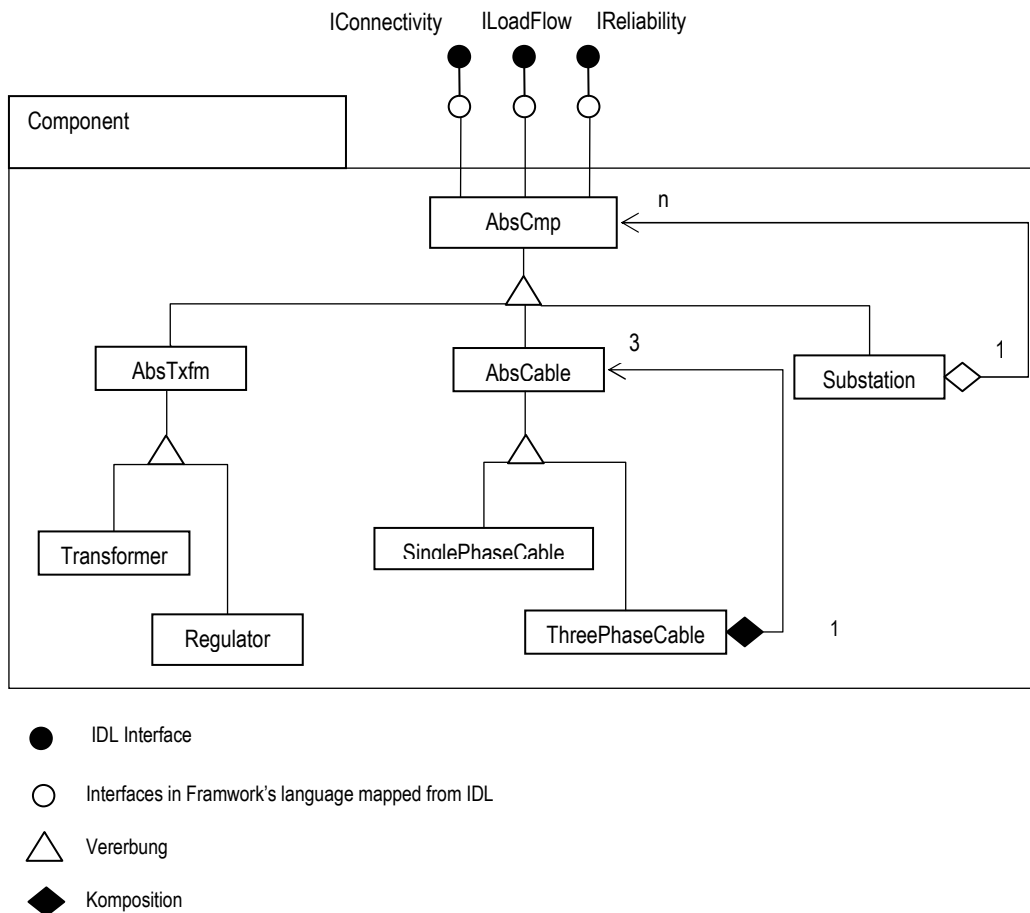 IConnectivity
ILoadFlow
IReliability
Component
n
AbsCmp
3
1
AbsTxfm
AbsCable
Substation
Transformer
SinglePhaseCable
Regulator
ThreePhaseCable
1
IDL Interface
Interfaces in Framwork's language mapped from IDL
Vererbung
Komposition